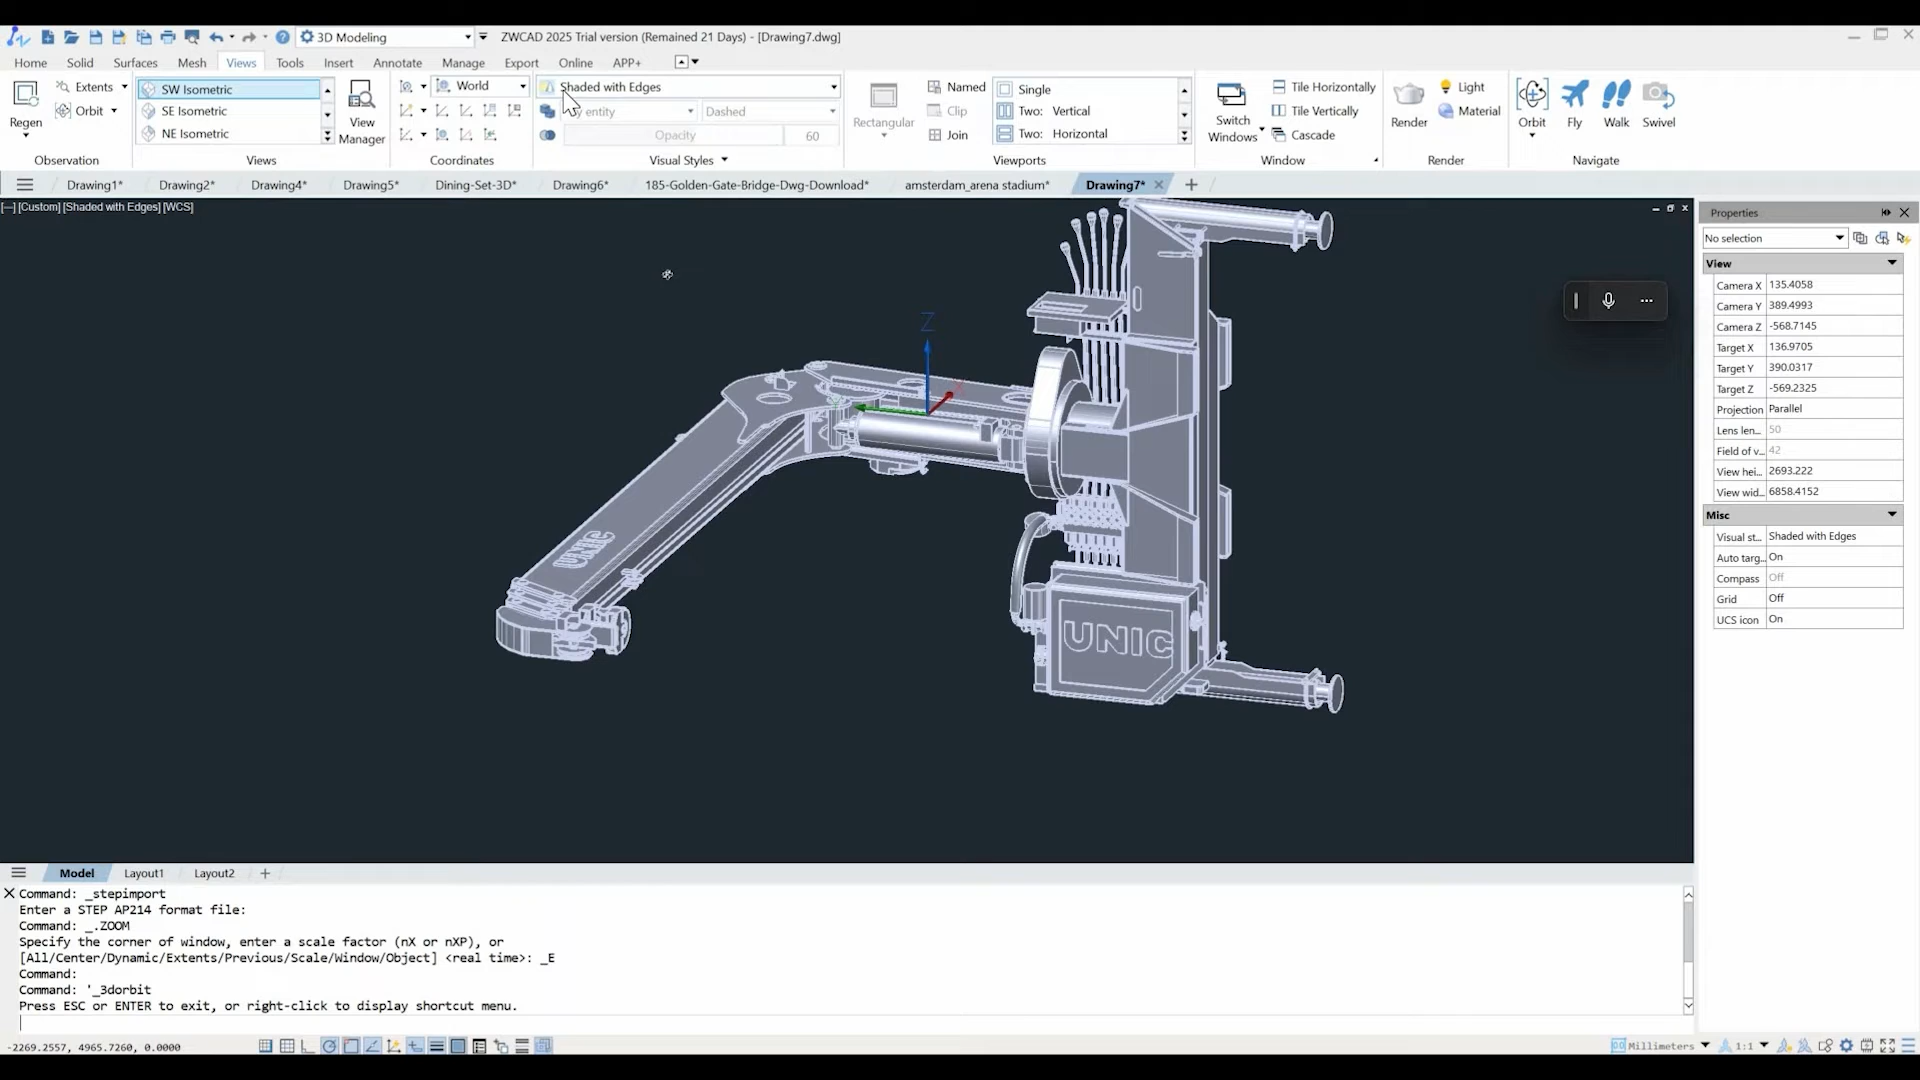 3D Modeling
ZWCAD 2025 Trial version (Remained 21 Days) - [Drawing7.dwg]
Home Solid Surfaces Mesh Views Tools Insert Annotate Manage Export Online APP+
Regen
Extents
Orbit
Observation
SW Isometric
SE Isometric
NE Isometric
View
Manager
Views
World
Coordinates
Shaded with Edges
entity
Dashed
Opacity
60
Visual Styles
Rectangular
Named
Clip
Join
Single
Two: Vertical
Two: Horizontal
Viewports
Switch
Windows
Tile Horizontally
Tile Vertically
Cascade
Window
Render
Light
Material
Render
Orbit
Fly
Walk
Swivel
Navigate
Drawing1* Drawing2* Drawing4* Drawing5* Dining-Set-3D* Drawing6* 185-Golden-Gate-Bridge-Dwg-Download* amsterdam_arena stadium* Drawing7*
[—] [Custom] [Shaded with Edges] [WCS]
Z
X
Y
UNIC
UNIC
Properties
No selection
View
Camera X 135.4058
Camera Y 389.4993
Camera Z -568.7145
Target X 136.9705
Target Y 390.0317
Target Z -569.2325
Projection Parallel
Lens len... 50
Field of v... 42
View hei... 2693.222
View wid... 6858.4152
Misc
Visual st... Shaded with Edges
Auto targ... On
Compass Off
Grid Off
UCS icon On
Model Layout1 Layout2
Command: _stepimport
Enter a STEP AP214 format file:
Command: _.ZOOM
Specify the corner of window, enter a scale factor (nX or nXP), or
[All/Center/Dynamic/Extents/Previous/Scale/Window/Object] <real time>: _E
Command:
Command: '_3dorbit
Press ESC or ENTER to exit, or right-click to display shortcut menu.
-2269.2557, 4965.7260, 0.0000
Millimeters
1:1